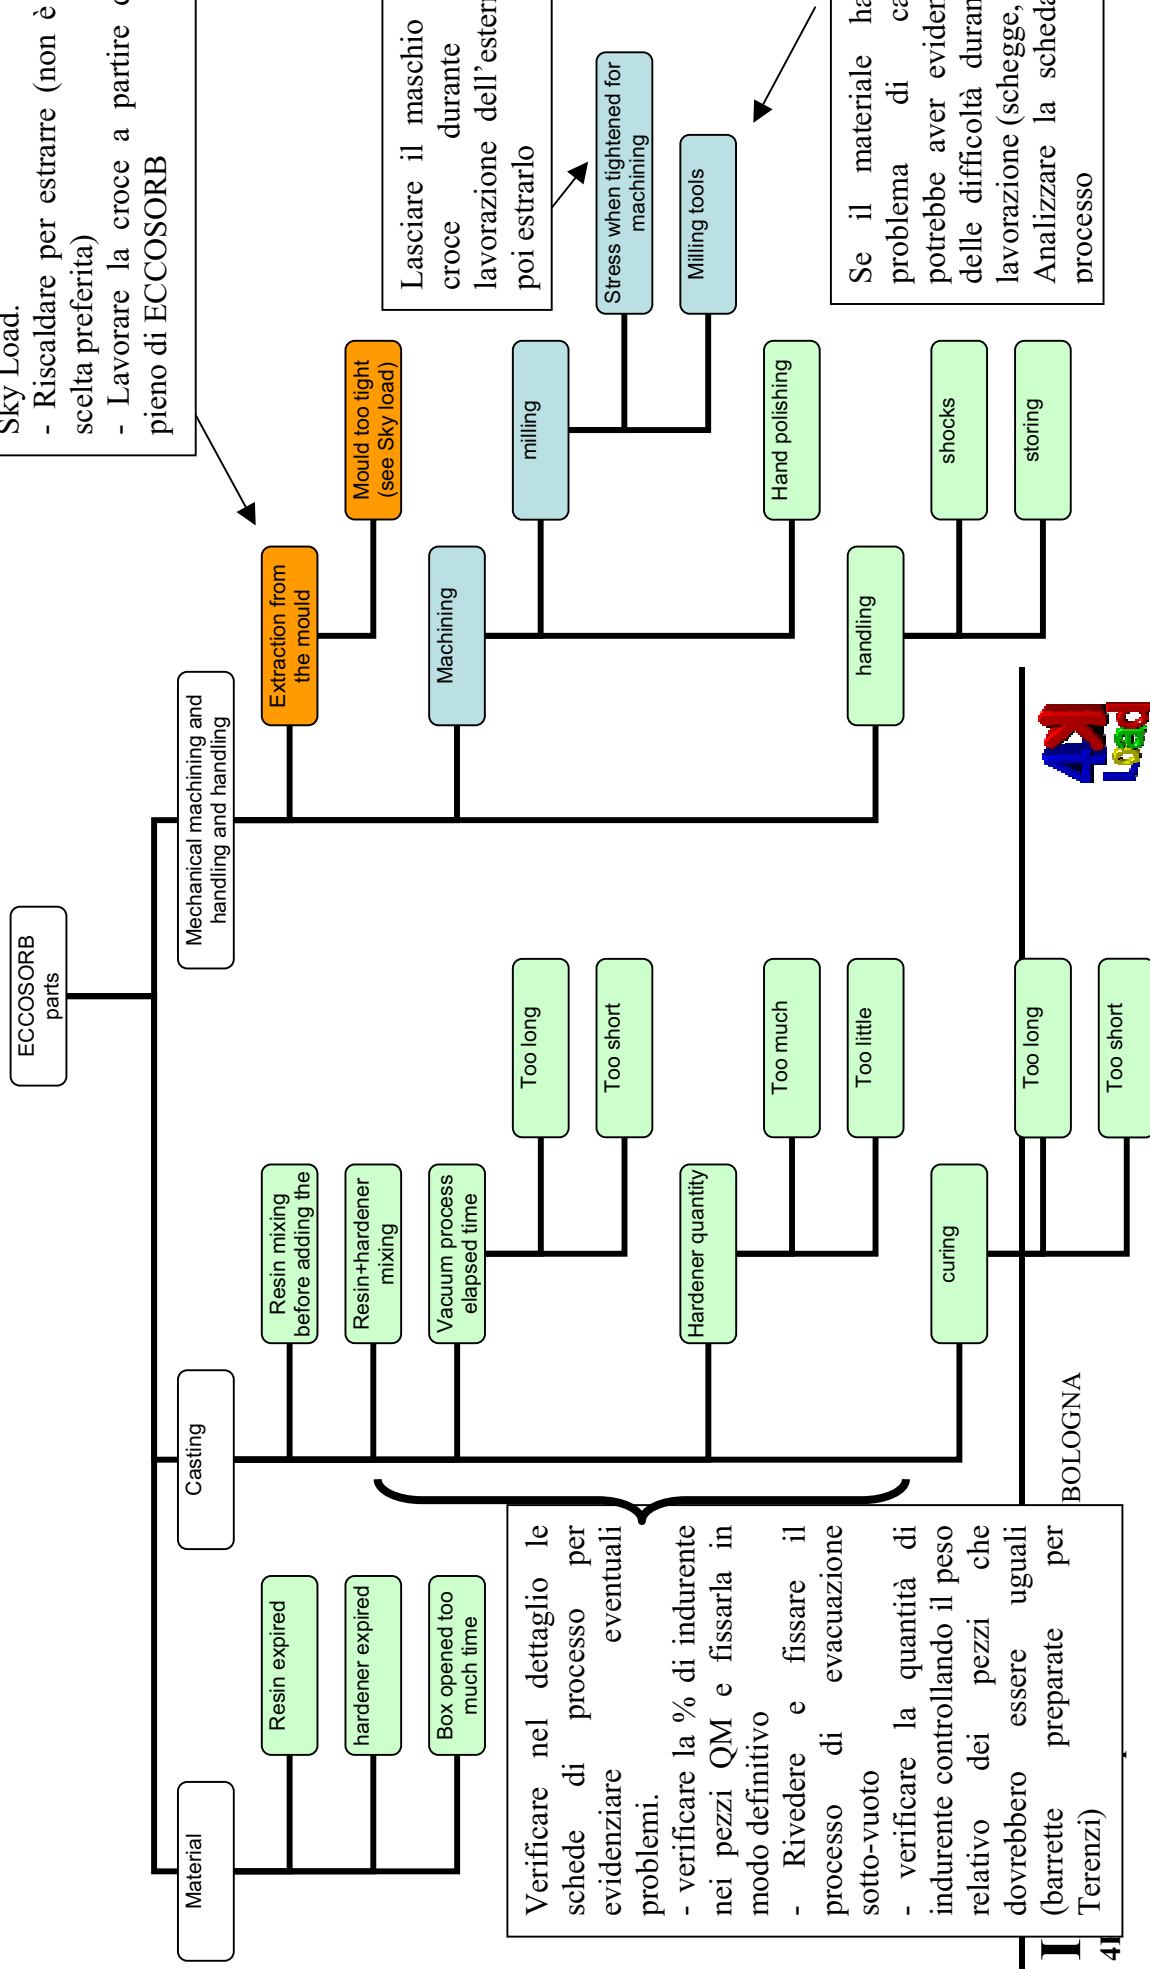 ECCOSORB
parts
Material
Resin expired
hardener expired
Box opened too
much time
Casting
Resin mixing
before adding the
Resin+hardener
mixing
Vacuum process
elapsed time
Too long
Too short
Hardener quantity
Too much
Too little
curing
Too long
Too short
Mechanical machining and
handling and handling
Extraction from
the mould
Mould too tight
(see Sky load)
Machining
milling
Stress when tightened for
machining
Milling tools
Hand polishing
handling
shocks
storing
Sky Load.
- Riscaldare per estrarre (non è
scelta preferita)
- Lavorare la croce a partire
pieno di ECCOSORB
Lasciare il maschio
croce durante
lavorazione dell'estern
poi estrarlo
Se il materiale ha
problema di ca
potrebbe aver eviden
delle difficoltà duran
lavorazione (schegge,
Analizzare la scheda
processo
Verificare nel dettaglio le
schede di processo per
evidenziare eventuali
problemi.
- verificare la % di indurente
nei pezzi QM e fissarla in
modo definitivo
- Rivedere e fissare il
processo di evacuazione
sotto-vuoto
- verificare la quantità di
indurente controllando il peso
relativo dei pezzi che
dovrebbero essere uguali
(barrette preparate per
Terenzi)
BOLOGNA
4K
Load